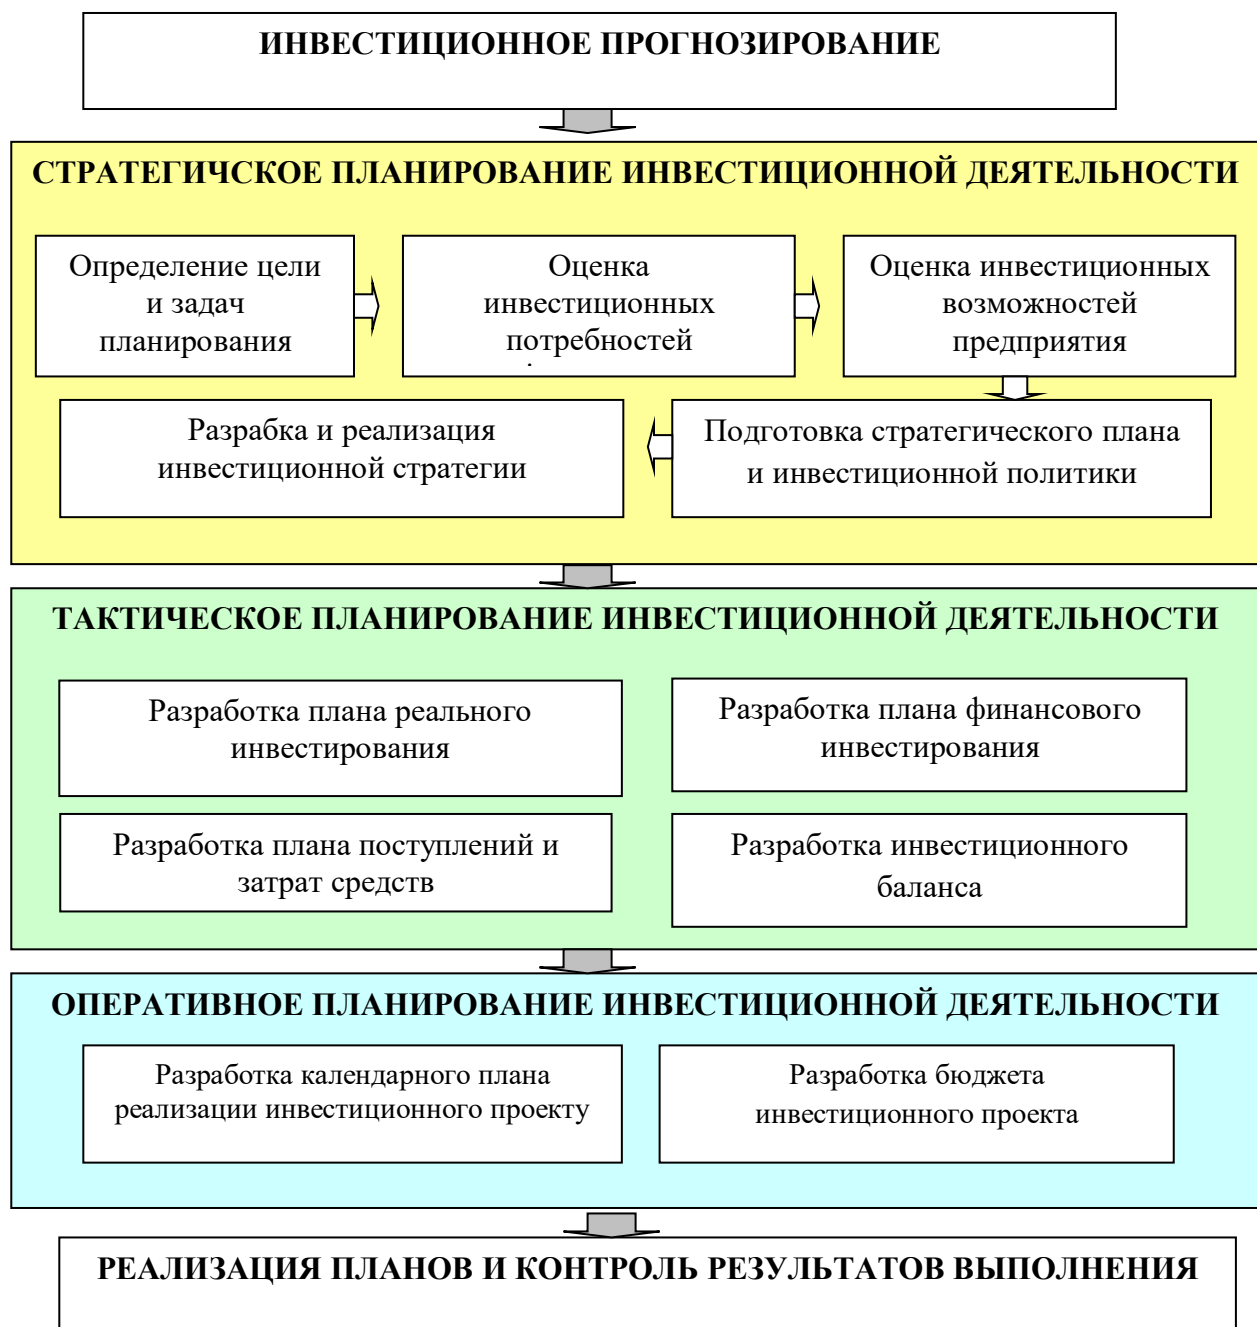 ИНВЕСТИЦИОННОЕ ПРОГНОЗИРОВАНИЕ
СТРАТЕГИЧСКОЕ ПЛАНИРОВАНИЕ ИНВЕСТИЦИОННОЙ ДЕЯТЕЛЬНОСТИ
Определение цели
и задач
планирования
Оценка
инвестиционных
потребностей
Оценка инвестиционных
возможностей
предприятия
Разрабка и реализация
инвестиционной стратегии
Подготовка стратегического плана
и инвестиционной политики
ТАКТИЧЕСКОЕ ПЛАНИРОВАНИЕ ИНВЕСТИЦИОННОЙ ДЕЯТЕЛЬНОСТИ
Разработка плана реального
инвестирования
Разработка плана финансового
инвестирования
Разработка плана поступлений и
затрат средств
Разработка инвестиционного
баланса
ОПЕРАТИВНОЕ ПЛАНИРОВАНИЕ ИНВЕСТИЦИОННОЙ ДЕЯТЕЛЬНОСТИ
Разработка календарного плана
реализации инвестиционного проекту
Разработка бюджета
инвестиционного проекта
РЕАЛИЗАЦИЯ ПЛАНОВ И КОНТРОЛЬ РЕЗУЛЬТАТОВ ВЫПОЛНЕНИЯ